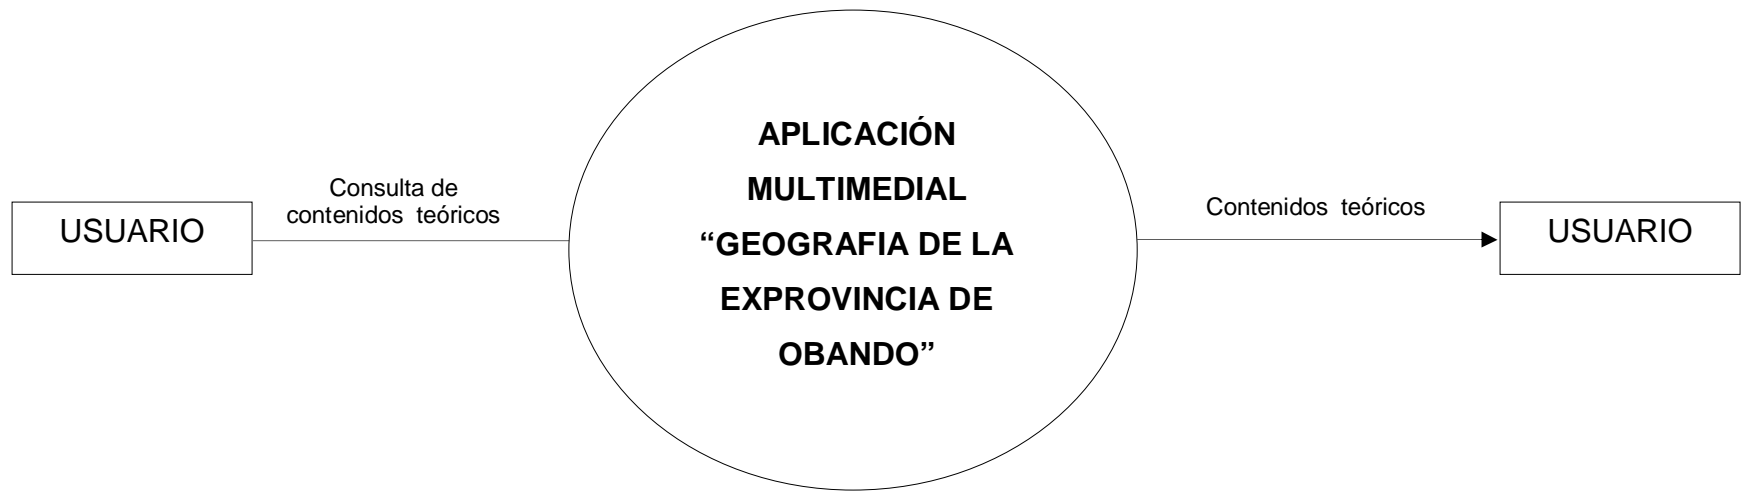 USUARIO
Consulta de
contenidos teóricos
APLICACIÓN
MULTIMEDIAL
“GEOGRAFIA DE LA
EXPROVINCIA DE
OBANDO”
Contenidos teóricos
USUARIO